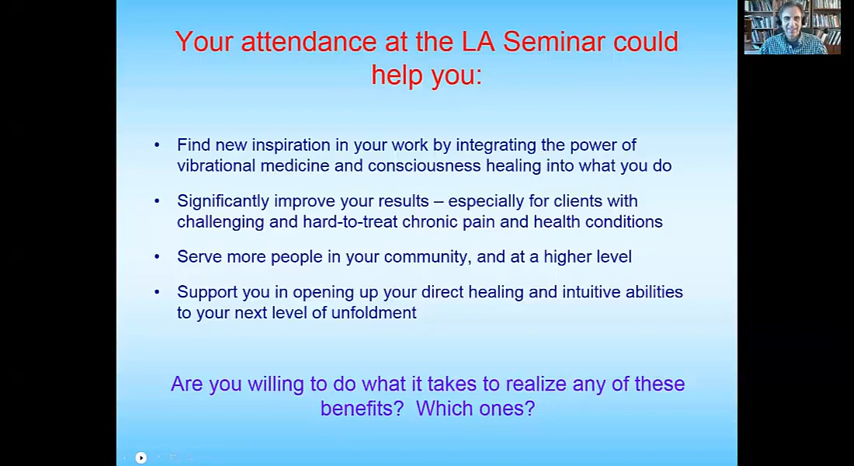 Your attendance at the LA Seminar could
help you:
• Find new inspiration in your work by integrating the power of
vibrational medicine and consciousness healing into what you do
• Significantly improve your results – especially for clients with
challenging and hard-to-treat chronic pain and health conditions
• Serve more people in your community, and at a higher level
• Support you in opening up your direct healing and intuitive abilities
to your next level of unfoldment
Are you willing to do what it takes to realize any of these
benefits? Which ones?